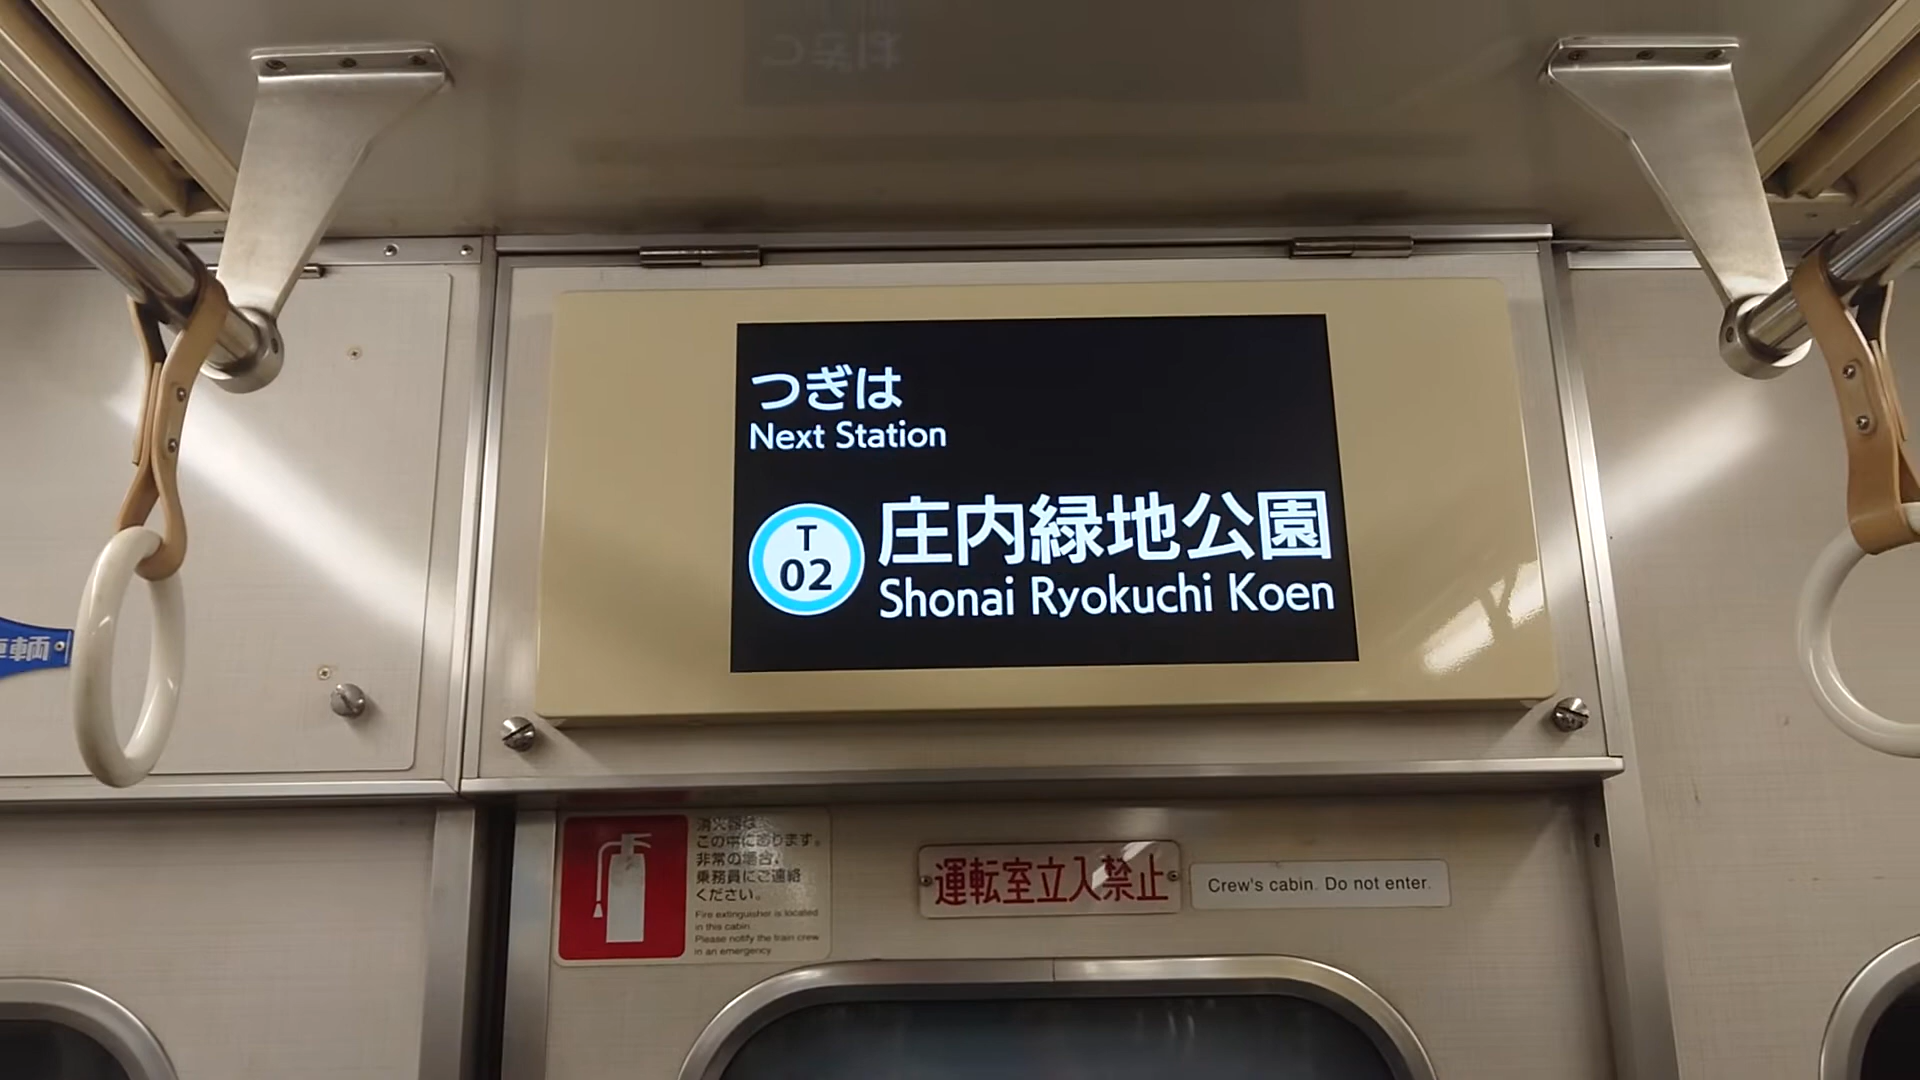 つぎは
Next Station
T
02
庄内緑地公園
Shonai Ryokuchi Koen
車輌
消火器は、
この中にあります。
非常の場合、
乗務員にご連絡
ください。
Fire extinguisher is located
in this cabin.
Please notify the train crew
in an emergency
運転室立入禁止
Crew's cabin. Do not enter.